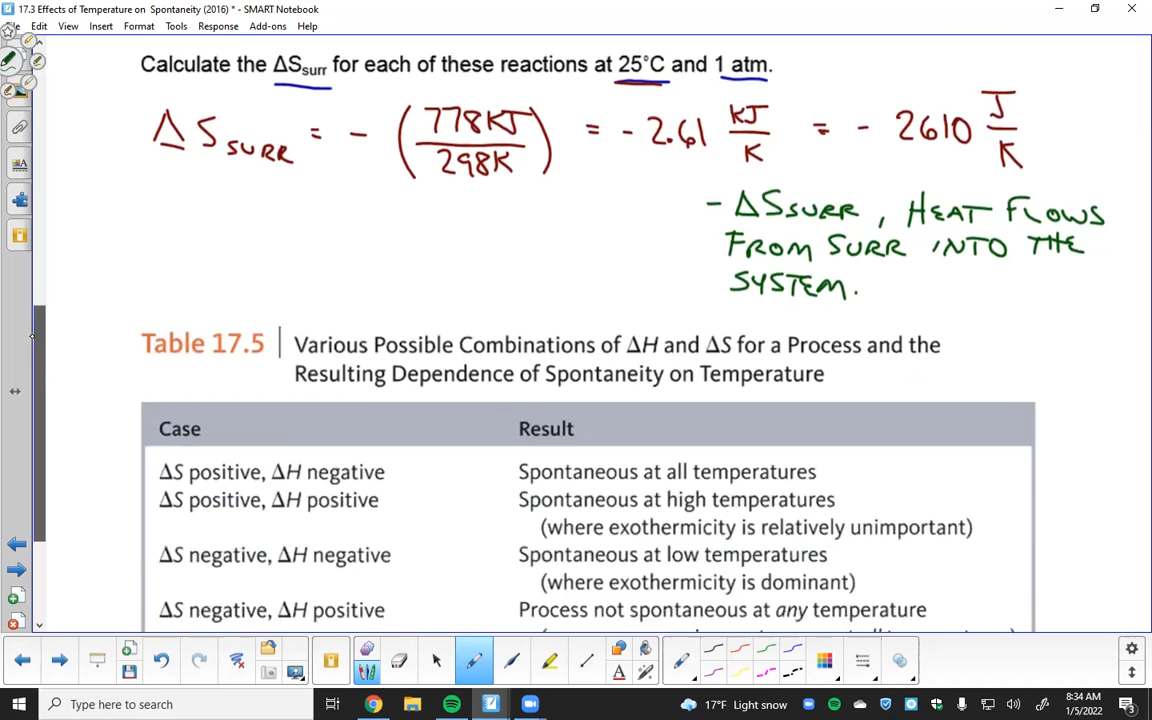 17.3 Effects of Temperature on Spontaneity (2016) * - SMART Notebook
File Edit View Insert Format Tools Response Add-ons Help
Calculate the ΔSsurr for each of these reactions at 25°C and 1 atm.
ΔS SURR = - (778KJ / 298K) = - 2.61 KJ/K = - 2610 J/K
- ΔSSURR, HEAT FLOWS
FROM SURR INTO THE
SYSTEM.
Table 17.5 | Various Possible Combinations of ΔH and ΔS for a Process and the
Resulting Dependence of Spontaneity on Temperature
Case Result
ΔS positive, ΔH negative Spontaneous at all temperatures
ΔS positive, ΔH positive Spontaneous at high temperatures
(where exothermicity is relatively unimportant)
ΔS negative, ΔH negative Spontaneous at low temperatures
(where exothermicity is dominant)
ΔS negative, ΔH positive Process not spontaneous at any temperature
Type here to search
17°F Light snow
8:34 AM
1/5/2022
3